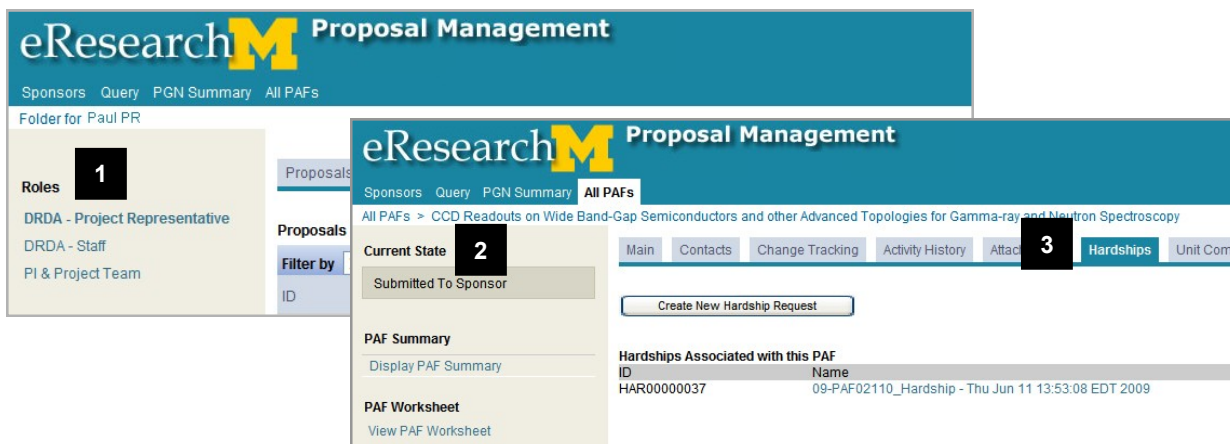 eResearch M Proposal Management
Sponsors Query PGN Summary All PAFs
Folder for Paul PR
1
Roles
DRDA - Project Representative
DRDA - Staff
PI & Project Team
Proposals
Proposals
Filter by
ID
eResearch M Proposal Management
Sponsors Query PGN Summary All PAFs
All PAFs > CCD Readouts on Wide Band-Gap Semiconductors and other Advanced Topologies for Gamma-ray and Neutron Spectroscopy
Current State
2
Submitted To Sponsor
PAF Summary
Display PAF Summary
PAF Worksheet
View PAF Worksheet
Main Contacts Change Tracking Activity History Attac 3 Hardships Unit Com
Create New Hardship Request
Hardships Associated with this PAF
ID Name
HAR00000037 09-PAF02110_Hardship - Thu Jun 11 13:53:08 EDT 2009